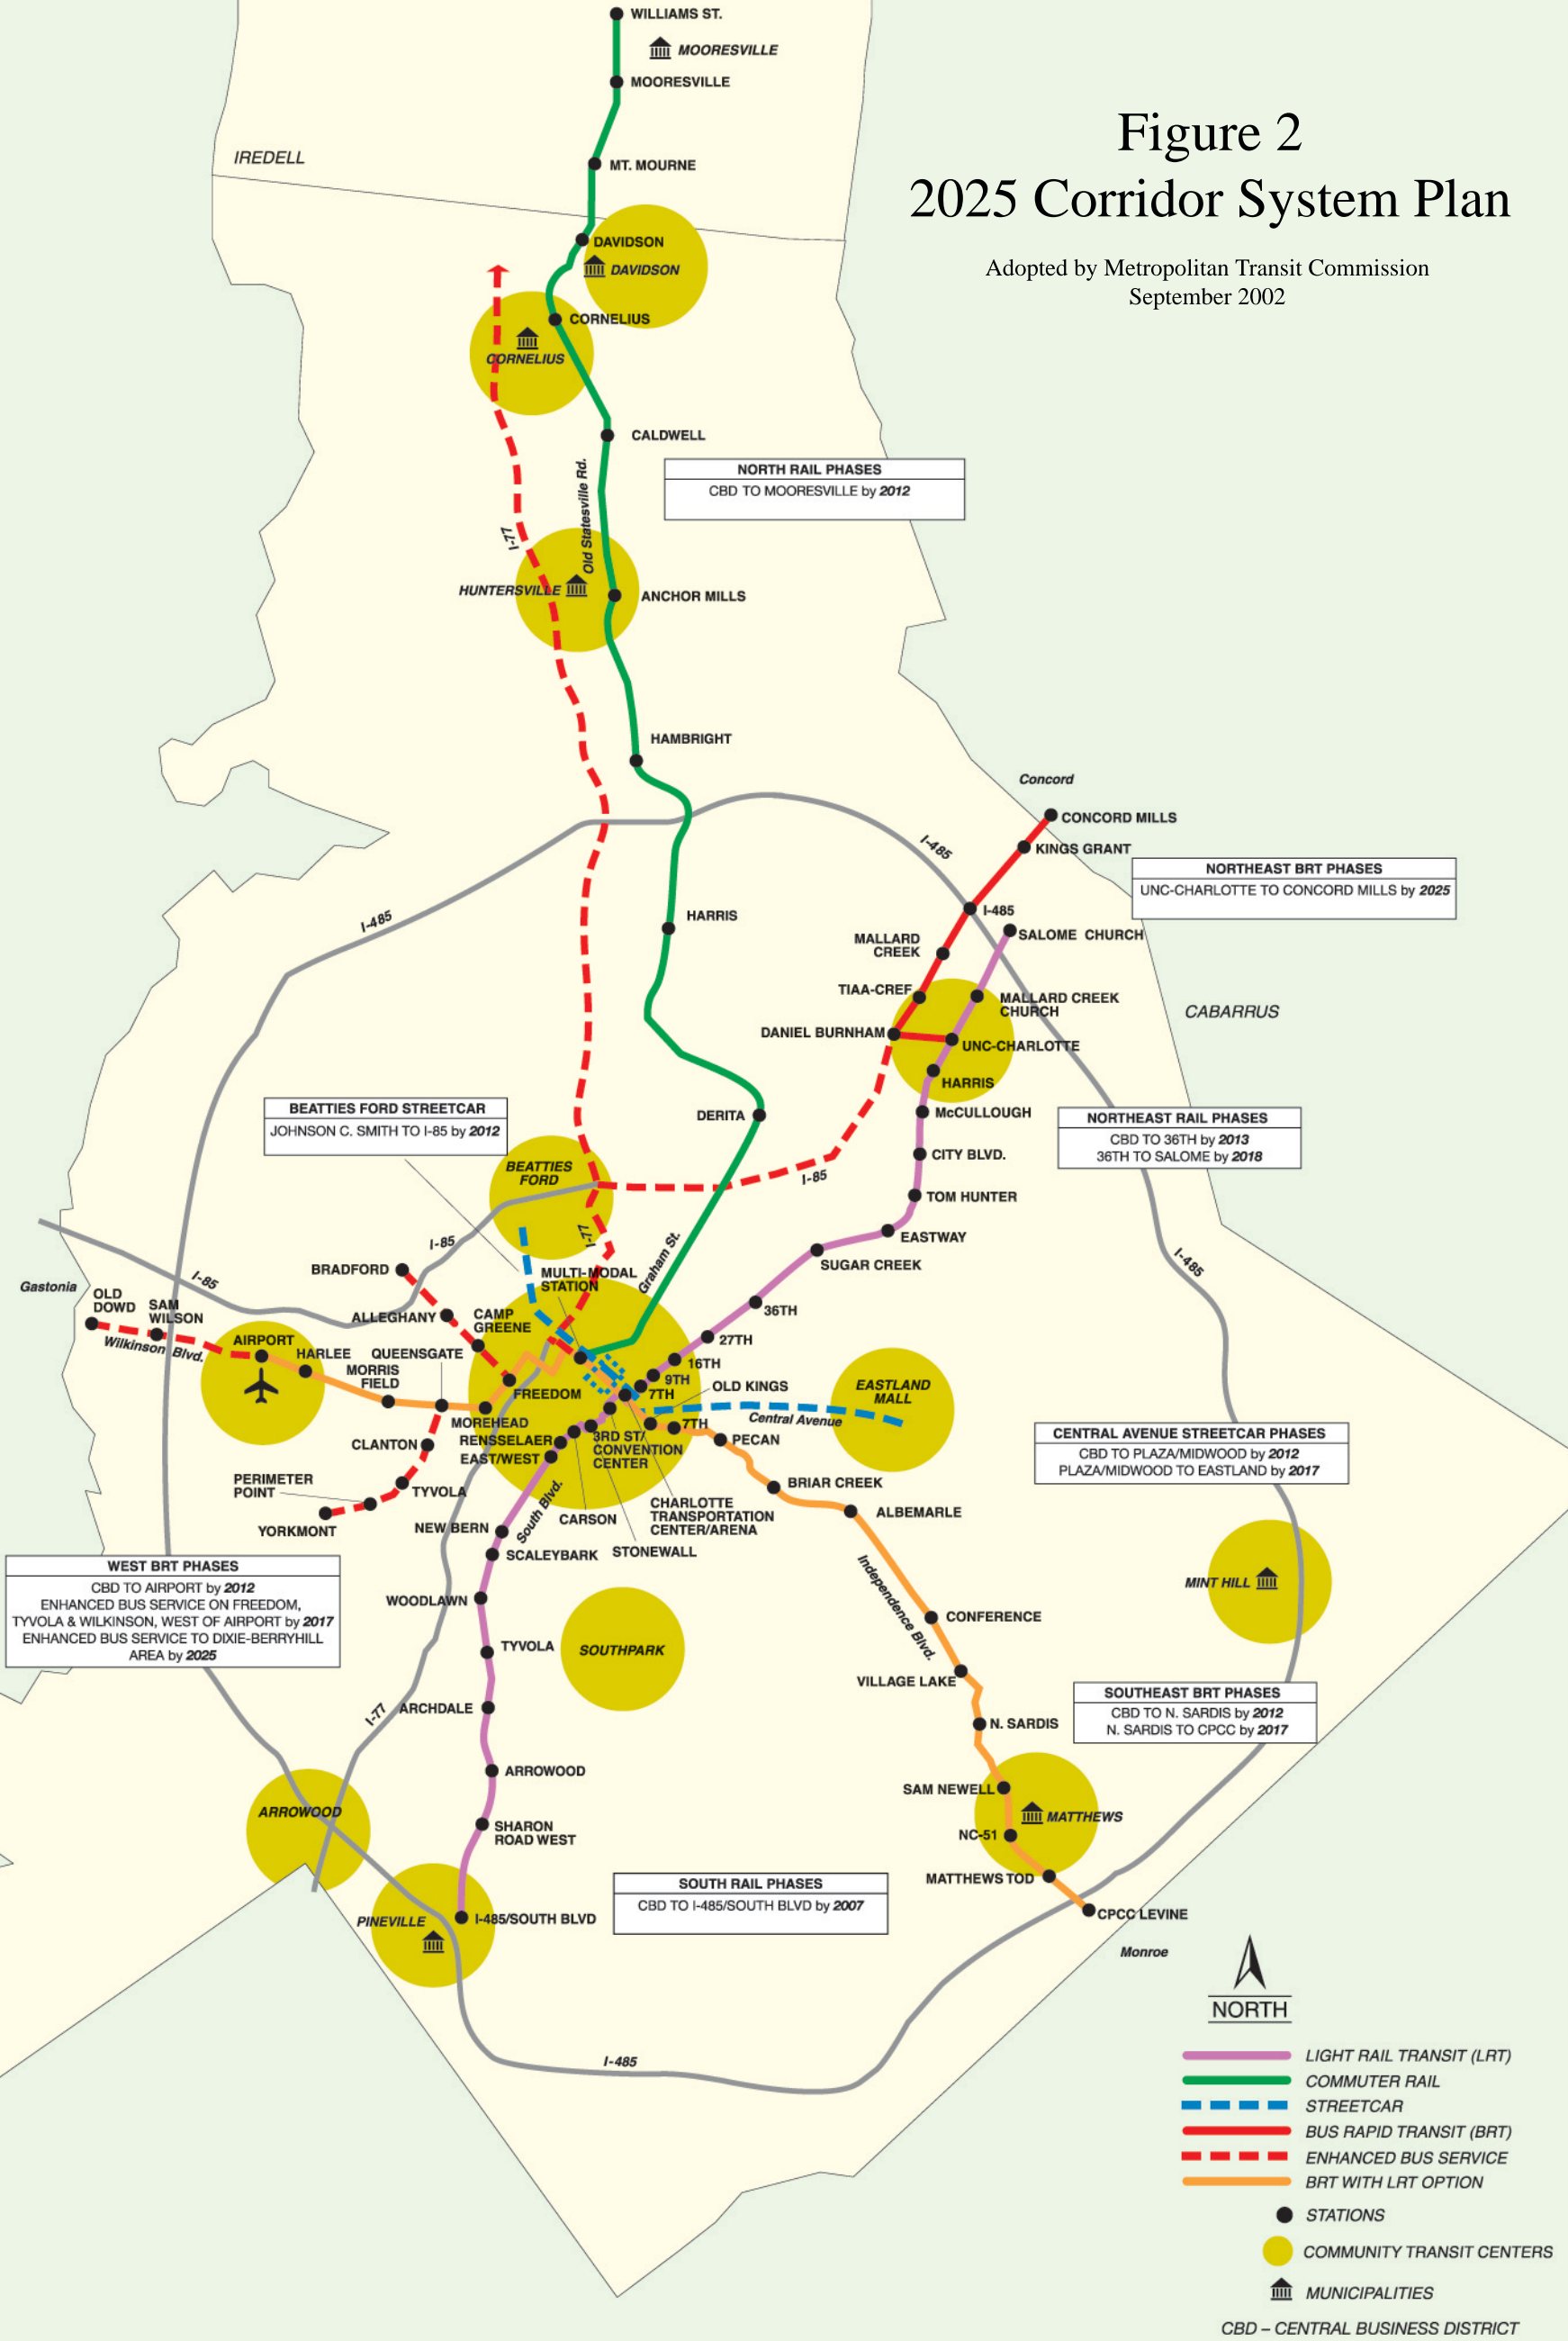 Figure 2
2025 Corridor System Plan
Adopted by Metropolitan Transit Commission
September 2002
WILLIAMS ST.
MOORESVILLE
MOORESVILLE
IREDELL
MT. MOURNE
DAVIDSON
DAVIDSON
CORNELIUS
CORNELIUS
CALDWELL
NORTH RAIL PHASES
CBD TO MOORESVILLE by 2012
Old Statesville Rd.
I-77
HUNTERSVILLE
ANCHOR MILLS
HAMBRIGHT
Concord
CONCORD MILLS
KINGS GRANT
I-485
NORTHEAST BRT PHASES
UNC-CHARLOTTE TO CONCORD MILLS by 2025
I-485
HARRIS
I-485
SALOME CHURCH
MALLARD
CREEK
TIAA-CREF
MALLARD CREEK
CHURCH
CABARRUS
DANIEL BURNHAM
UNC-CHARLOTTE
HARRIS
BEATTIES FORD STREETCAR
JOHNSON C. SMITH TO I-85 by 2012
DERITA
McCULLOUGH
NORTHEAST RAIL PHASES
CBD TO 36TH by 2013
36TH TO SALOME by 2018
CITY BLVD.
BEATTIES
FORD
I-85
TOM HUNTER
EASTWAY
I-77
I-85
Graham St.
SUGAR CREEK
I-485
BRADFORD
MULTI-MODAL
STATION
I-85
Gastonia
OLD
DOWD
SAM
WILSON
ALLEGHANY
CAMP
GREENE
36TH
Wilkinson Blvd.
AIRPORT
HARLEE
QUEENSGATE
27TH
MORRIS
FIELD
16TH
9TH
FREEDOM
7TH
OLD KINGS
EASTLAND
MALL
MOREHEAD
7TH
Central Avenue
CLANTON
RENSSELAER
EAST/WEST
3RD ST/
CONVENTION
CENTER
PECAN
CENTRAL AVENUE STREETCAR PHASES
CBD TO PLAZA/MIDWOOD by 2012
PLAZA/MIDWOOD TO EASTLAND by 2017
PERIMETER
POINT
TYVOLA
BRIAR CREEK
YORKMONT
South Blvd.
CARSON
CHARLOTTE
TRANSPORTATION
CENTER/ARENA
ALBEMARLE
NEW BERN
SCALEYBARK
STONEWALL
WEST BRT PHASES
CBD TO AIRPORT by 2012
ENHANCED BUS SERVICE ON FREEDOM,
TYVOLA & WILKINSON, WEST OF AIRPORT by 2017
ENHANCED BUS SERVICE TO DIXIE-BERRYHILL
AREA by 2025
MINT HILL
WOODLAWN
Independence Blvd.
CONFERENCE
TYVOLA
SOUTHPARK
VILLAGE LAKE
ARCHDALE
I-77
N. SARDIS
SOUTHEAST BRT PHASES
CBD TO N. SARDIS by 2012
N. SARDIS TO CPCC by 2017
ARROWOOD
SAM NEWELL
ARROWOOD
MATTHEWS
SHARON
ROAD WEST
NC-51
SOUTH RAIL PHASES
CBD TO I-485/SOUTH BLVD by 2007
MATTHEWS TOD
PINEVILLE
I-485/SOUTH BLVD
CPCC LEVINE
Monroe
NORTH
I-485
LIGHT RAIL TRANSIT (LRT)
COMMUTER RAIL
STREETCAR
BUS RAPID TRANSIT (BRT)
ENHANCED BUS SERVICE
BRT WITH LRT OPTION
STATIONS
COMMUNITY TRANSIT CENTERS
MUNICIPALITIES
CBD – CENTRAL BUSINESS DISTRICT